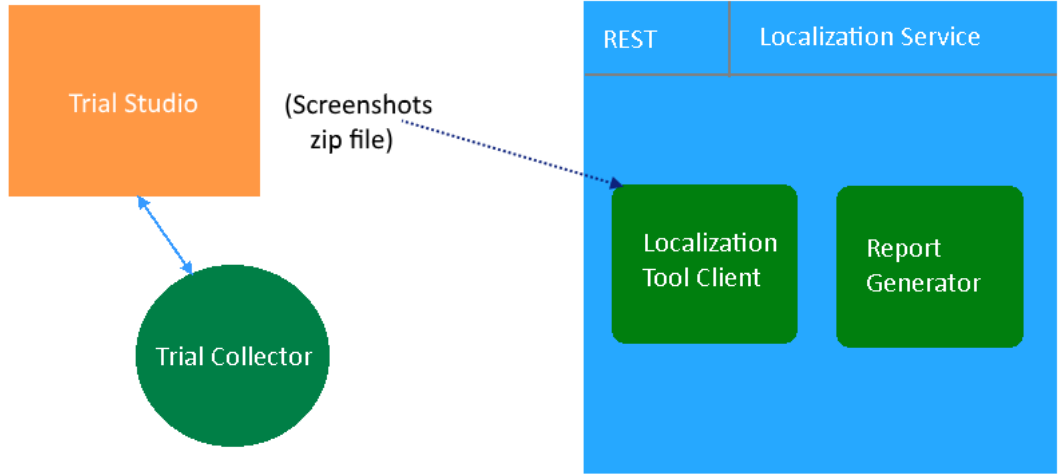 Trial Studio
(Screenshots
zip file)
Trial Collector
REST
Localization Service
Localization
Tool Client
Report
Generator